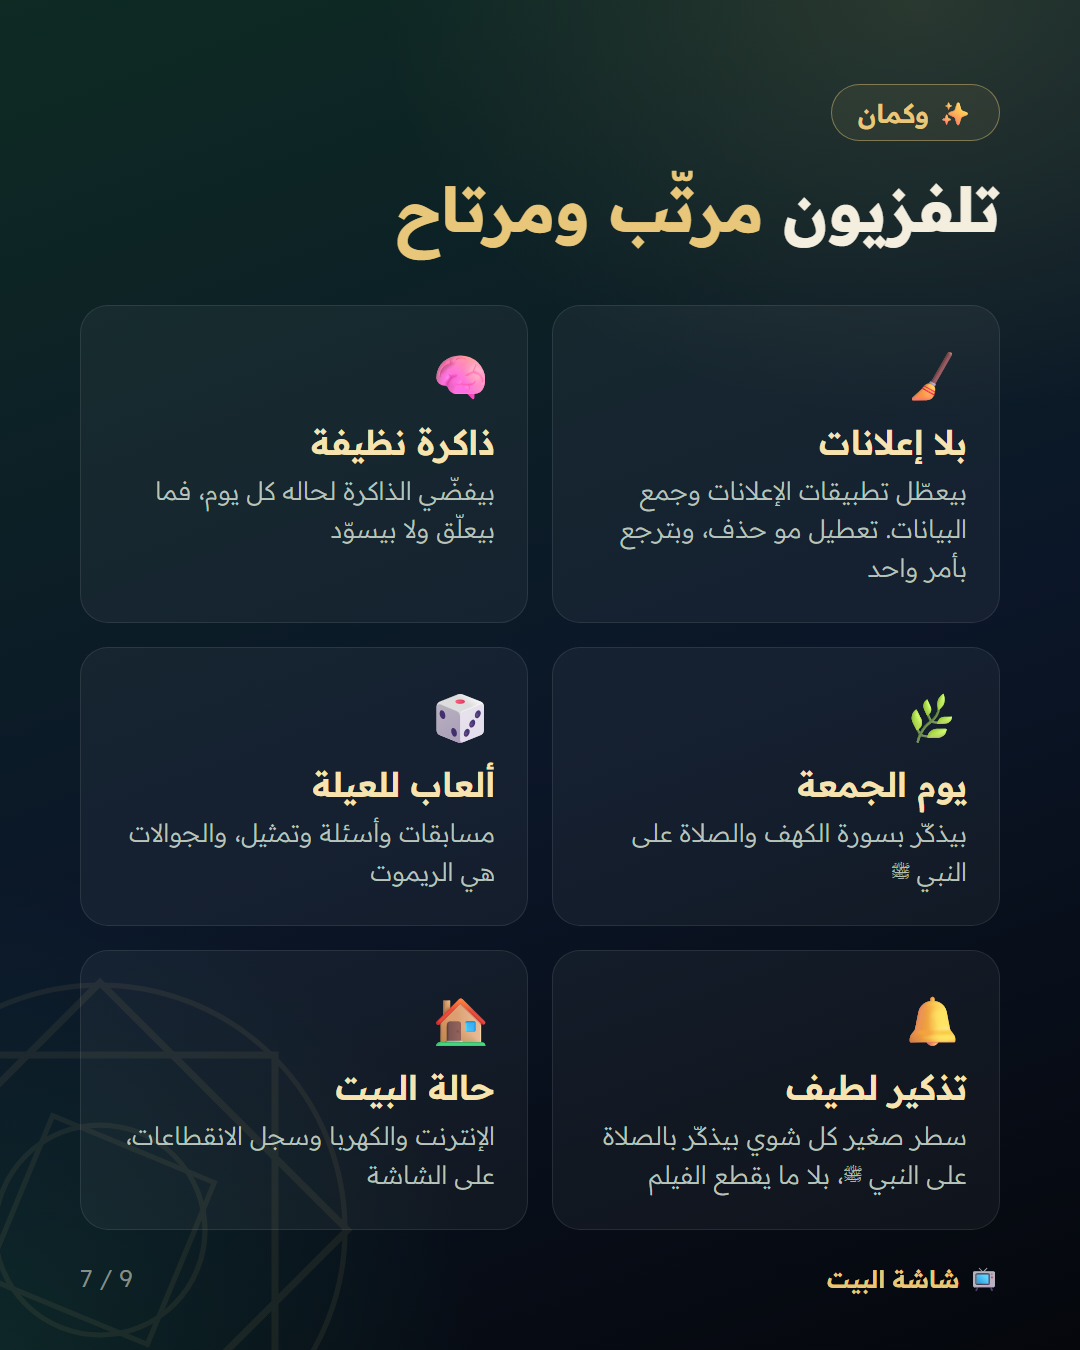 ✨ وكمان
تلفزيون مرتّب ومرتاح
بلا إعلانات
بيعطّل تطبيقات الإعلانات وجمع
البيانات. تعطيل مو حذف، وبترجع
بأمر واحد
ذاكرة نظيفة
بيفضّي الذاكرة لحاله كل يوم، فما
بيعلّق ولا بيسوّد
يوم الجمعة
بيذكّر بسورة الكهف والصلاة على
النبي ﷺ
ألعاب للعيلة
مسابقات وأسئلة وتمثيل، والجوالات
هي الريموت
تذكير لطيف
سطر صغير كل شوي بيذكّر بالصلاة
على النبي ﷺ، بلا ما يقطع الفيلم
حالة البيت
الإنترنت والكهربا وسجل الانقطاعات،
على الشاشة
📺 شاشة البيت
7 / 9